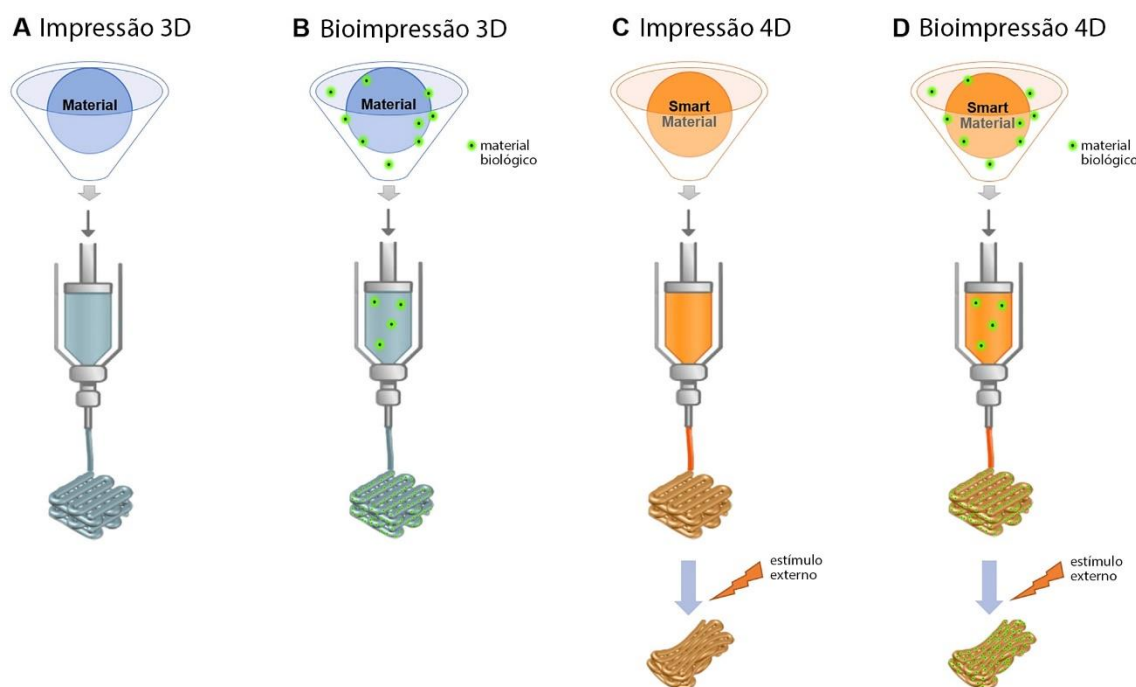 A Impressão 3D
Material
B Bioimpressão 3D
Material
material
biológico
C Impressão 4D
Smart
Material
estímulo
externo
D Bioimpressão 4D
Smart
Material
material
biológico
estímulo
externo